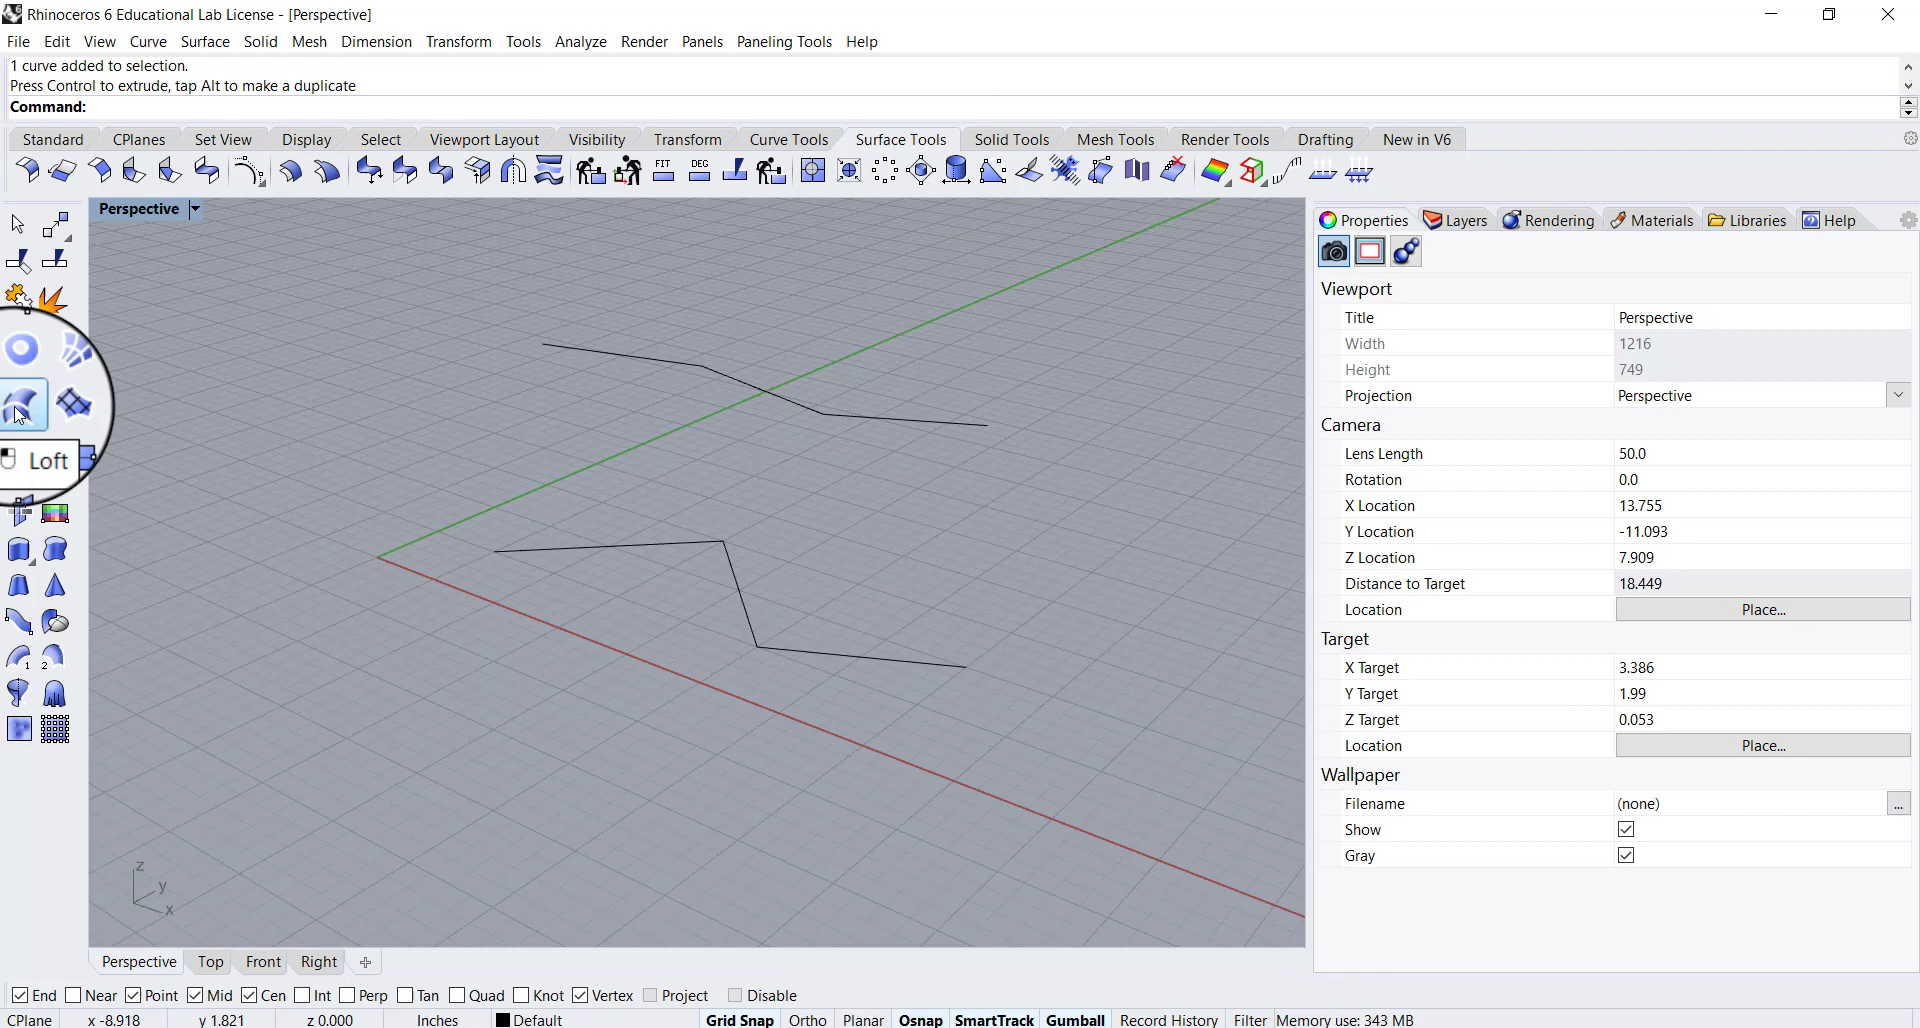 Rhinoceros 6 Educational Lab License - [Perspective]
File Edit View Curve Surface Solid Mesh Dimension Transform Tools Analyze Render Panels Paneling Tools Help
1 curve added to selection.
Press Control to extrude, tap Alt to make a duplicate
Command:
Standard CPlanes Set View Display Select Viewport Layout Visibility Transform Curve Tools Surface Tools Solid Tools Mesh Tools Render Tools Drafting New in V6
FIT DEG
Perspective
Properties Layers Rendering Materials Libraries Help
Viewport
Title Perspective
Width 1216
Height 749
Projection Perspective
Camera
Lens Length 50.0
Rotation 0.0
X Location 13.755
Y Location -11.093
Z Location 7.909
Distance to Target 18.449
Location Place...
Target
X Target 3.386
Y Target 1.99
Z Target 0.053
Location Place...
Wallpaper
Filename (none) ...
Show
Gray
Loft
1 2
z
y
x
Perspective Top Front Right
End Near Point Mid Cen Int Perp Tan Quad Knot Vertex Project Disable
CPlane x -8.918 y 1.821 z 0.000 Inches Default Grid Snap Ortho Planar Osnap SmartTrack Gumball Record History Filter Memory use: 343 MB